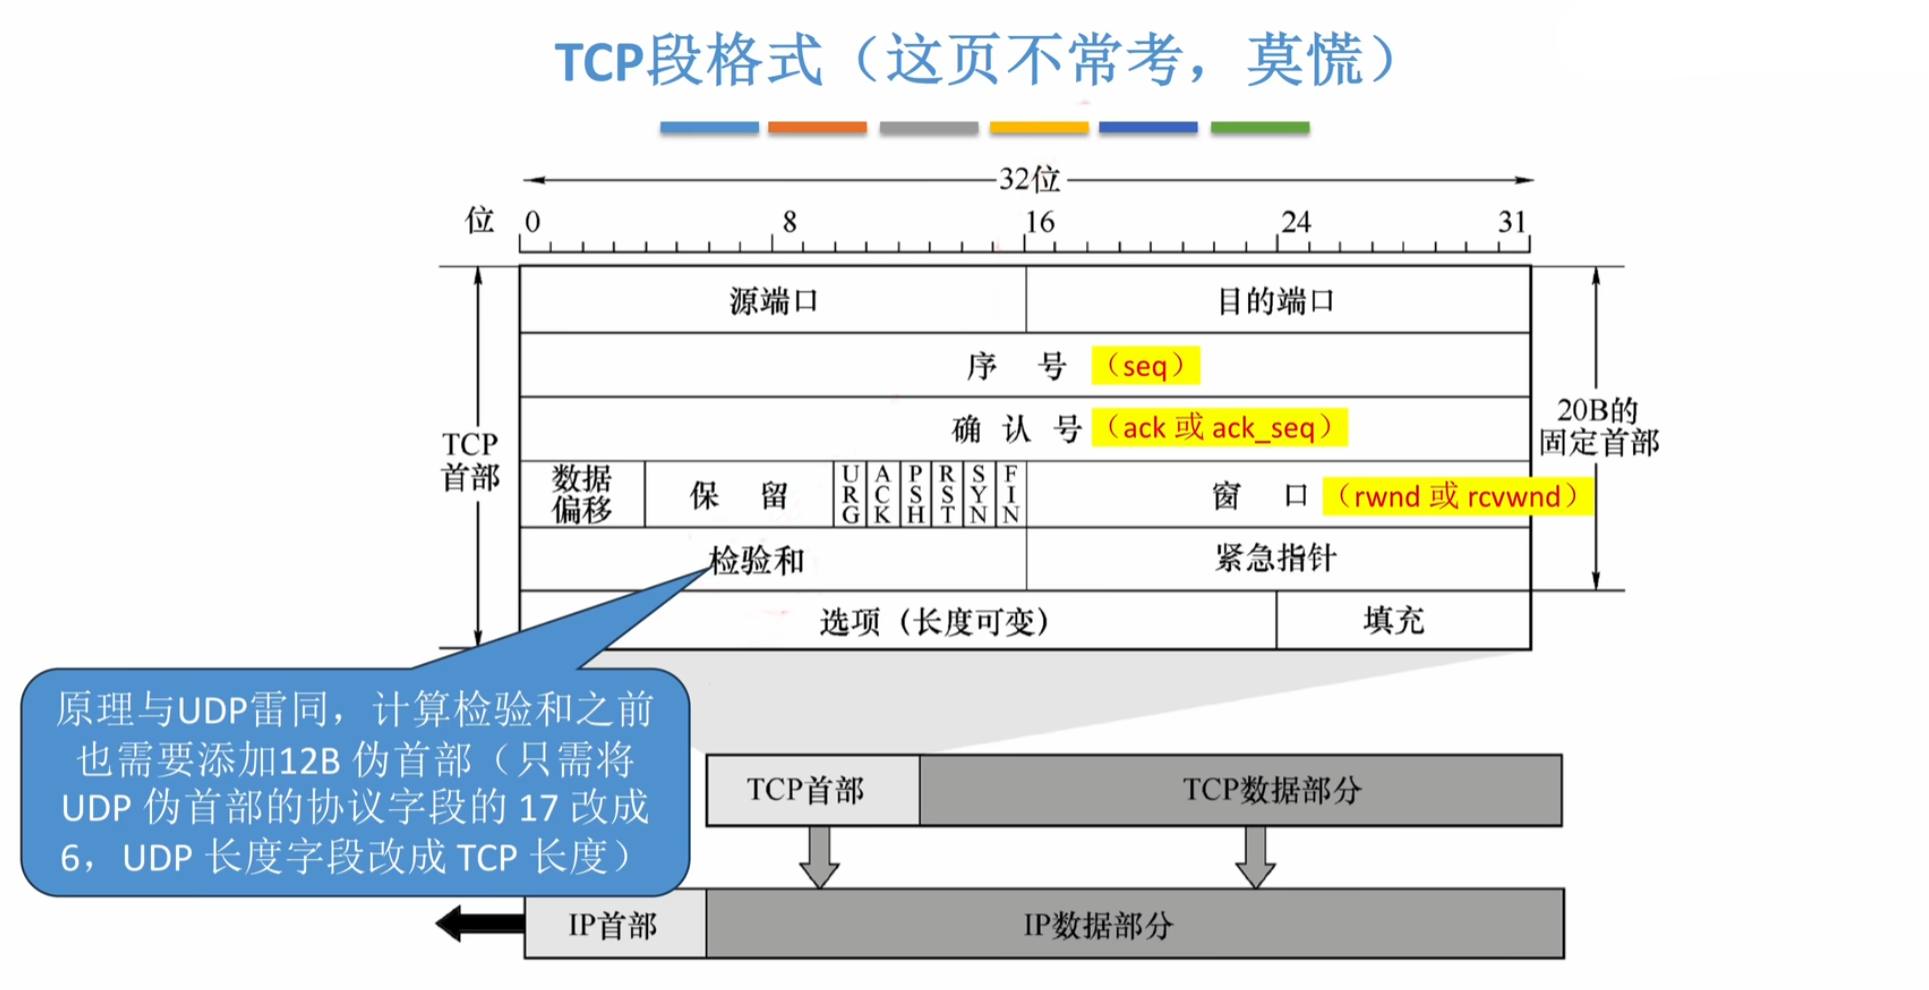 TCP段格式（这页不常考，莫慌）
32位
位 0 8 16 24 31
源端口 目的端口
序 号 （seq）
确 认 号 （ack 或 ack_seq）
20B的
固定首部
TCP
首部
数据
偏移
保 留
URG ACK PSH RST SYN FIN
窗 口 （rwnd 或 rcvwnd）
检验和 紧急指针
选项（长度可变） 填充
原理与UDP雷同，计算检验和之前
也需要添加12B 伪首部（只需将
UDP 伪首部的协议字段的 17 改成
6，UDP 长度字段改成 TCP 长度）
TCP首部 TCP数据部分
IP首部 IP数据部分